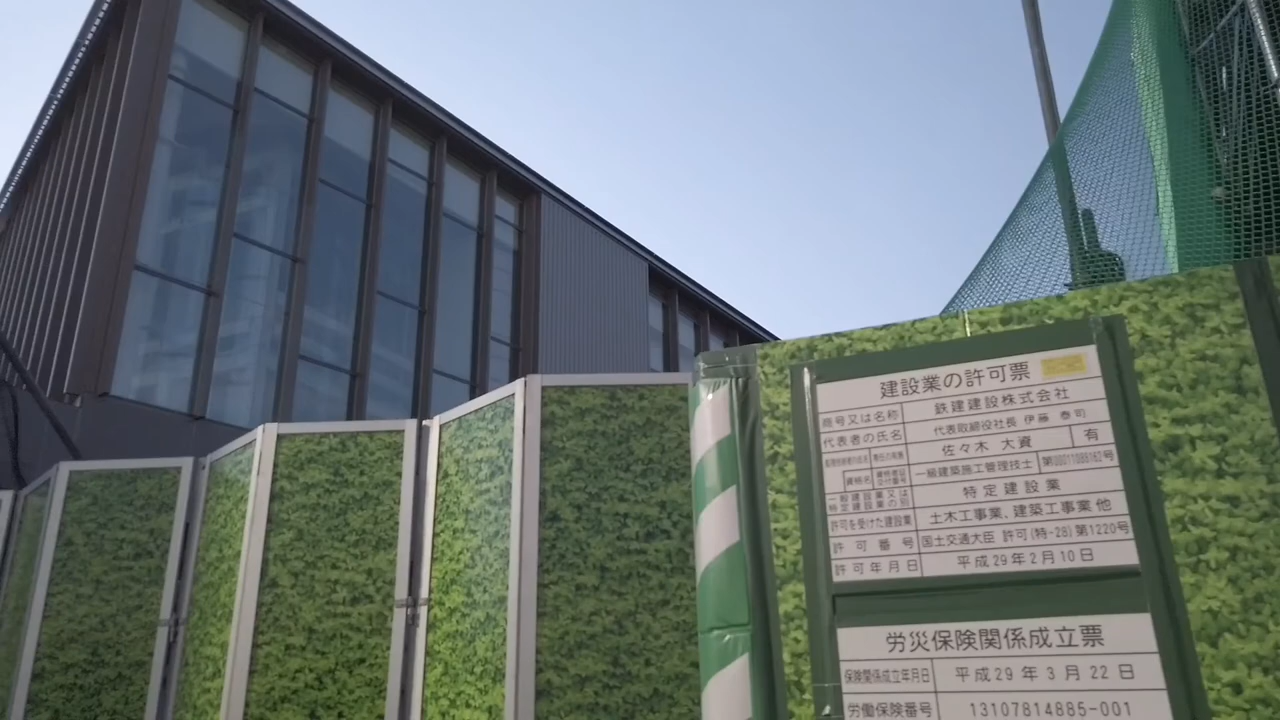 建設業の許可票
商号又は名称 鉄建建設株式会社
代表者の氏名 代表取締役社長 伊藤 泰司
佐々木 大資 有
資格名 資格者証交付番号 一級建築施工管理技士
一般建設業又は特定建設業の別 特定建設業
許可を受けた建設業 土木工事業、建築工事業 他
許可番号 国土交通大臣 許可(特-28)第1220号
許可年月日 平成29年2月10日
労災保険関係成立票
保険関係成立年月日 平成29年3月22日
労働保険番号 13107814885-001